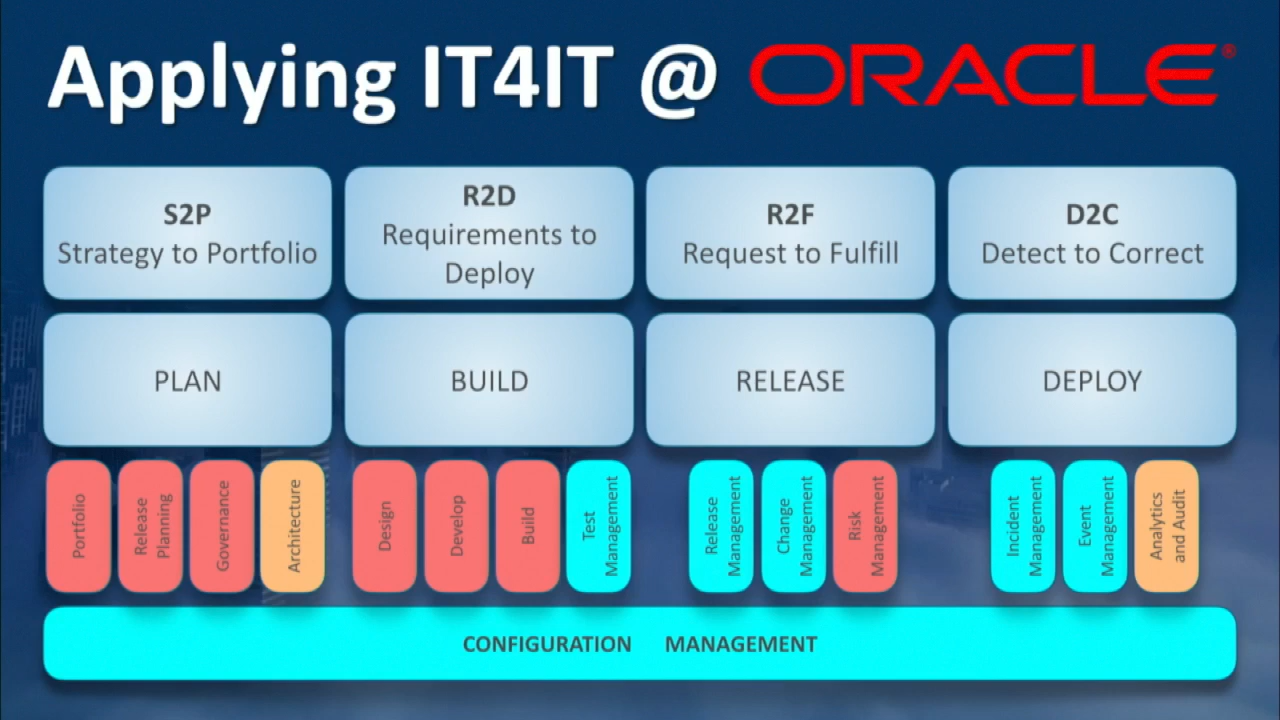 Applying IT4IT @ ORACLE®
S2P
Strategy to Portfolio
R2D
Requirements to
Deploy
R2F
Request to Fulfill
D2C
Detect to Correct
PLAN
BUILD
RELEASE
DEPLOY
Portfolio
Release
Planning
Governance
Architecture
Design
Develop
Build
Test
Management
Release
Management
Change
Management
Risk
Management
Incident
Management
Event
Management
Analytics
and Audit
CONFIGURATION MANAGEMENT